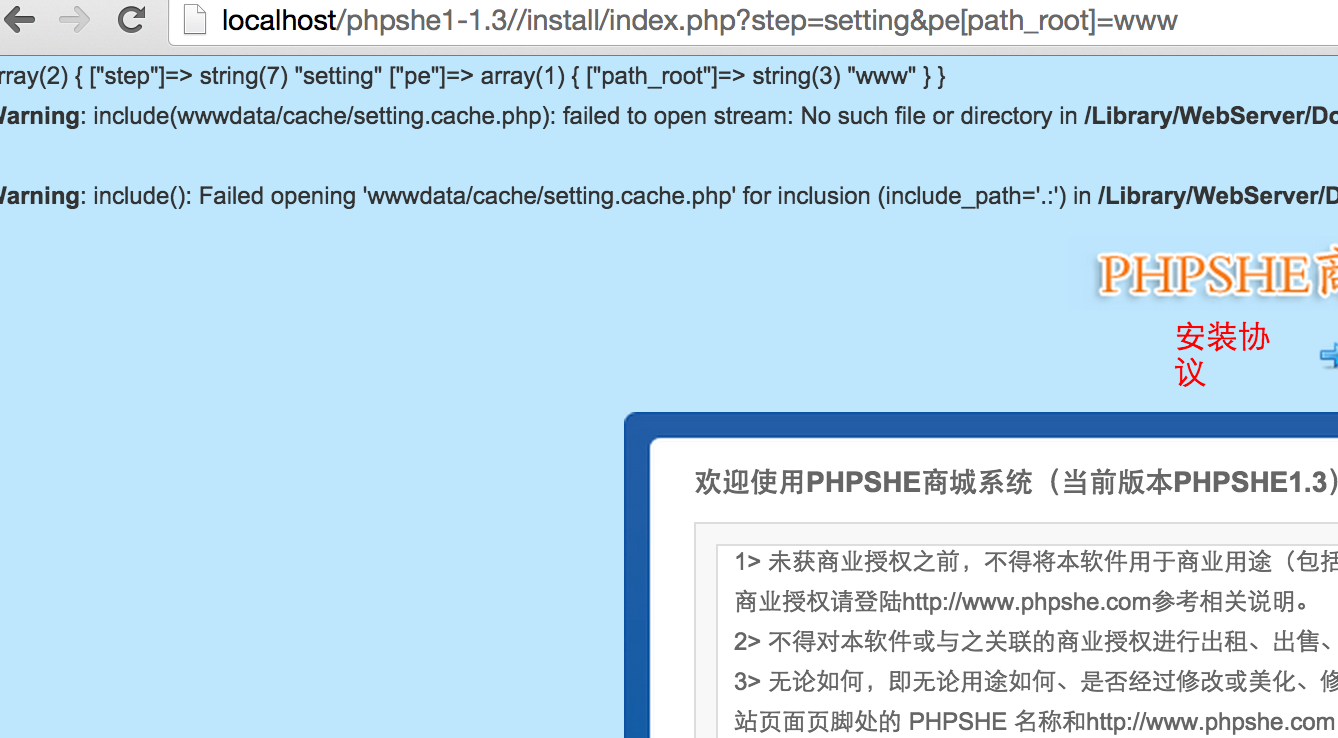 localhost/phpshe1-1.3//install/index.php?step=setting&pe[path_root]=www
rray(2) { ["step"]=> string(7) "setting" ["pe"]=> array(1) { ["path_root"]=> string(3) "www" } }
Warning: include(wwwdata/cache/setting.cache.php): failed to open stream: No such file or directory in /Library/WebServer/Do
Warning: include(): Failed opening 'wwwdata/cache/setting.cache.php' for inclusion (include_path='.:') in /Library/WebServer/D
PHPSHE商
安装协
议
欢迎使用PHPSHE商城系统（当前版本PHPSHE1.3）
1> 未获商业授权之前，不得将本软件用于商业用途（包括
商业授权请登陆http://www.phpshe.com参考相关说明。
2> 不得对本软件或与之关联的商业授权进行出租、出售、
3> 无论如何，即无论用途如何、是否经过修改或美化、修
站页面页脚处的 PHPSHE 名称和http://www.phpshe.com